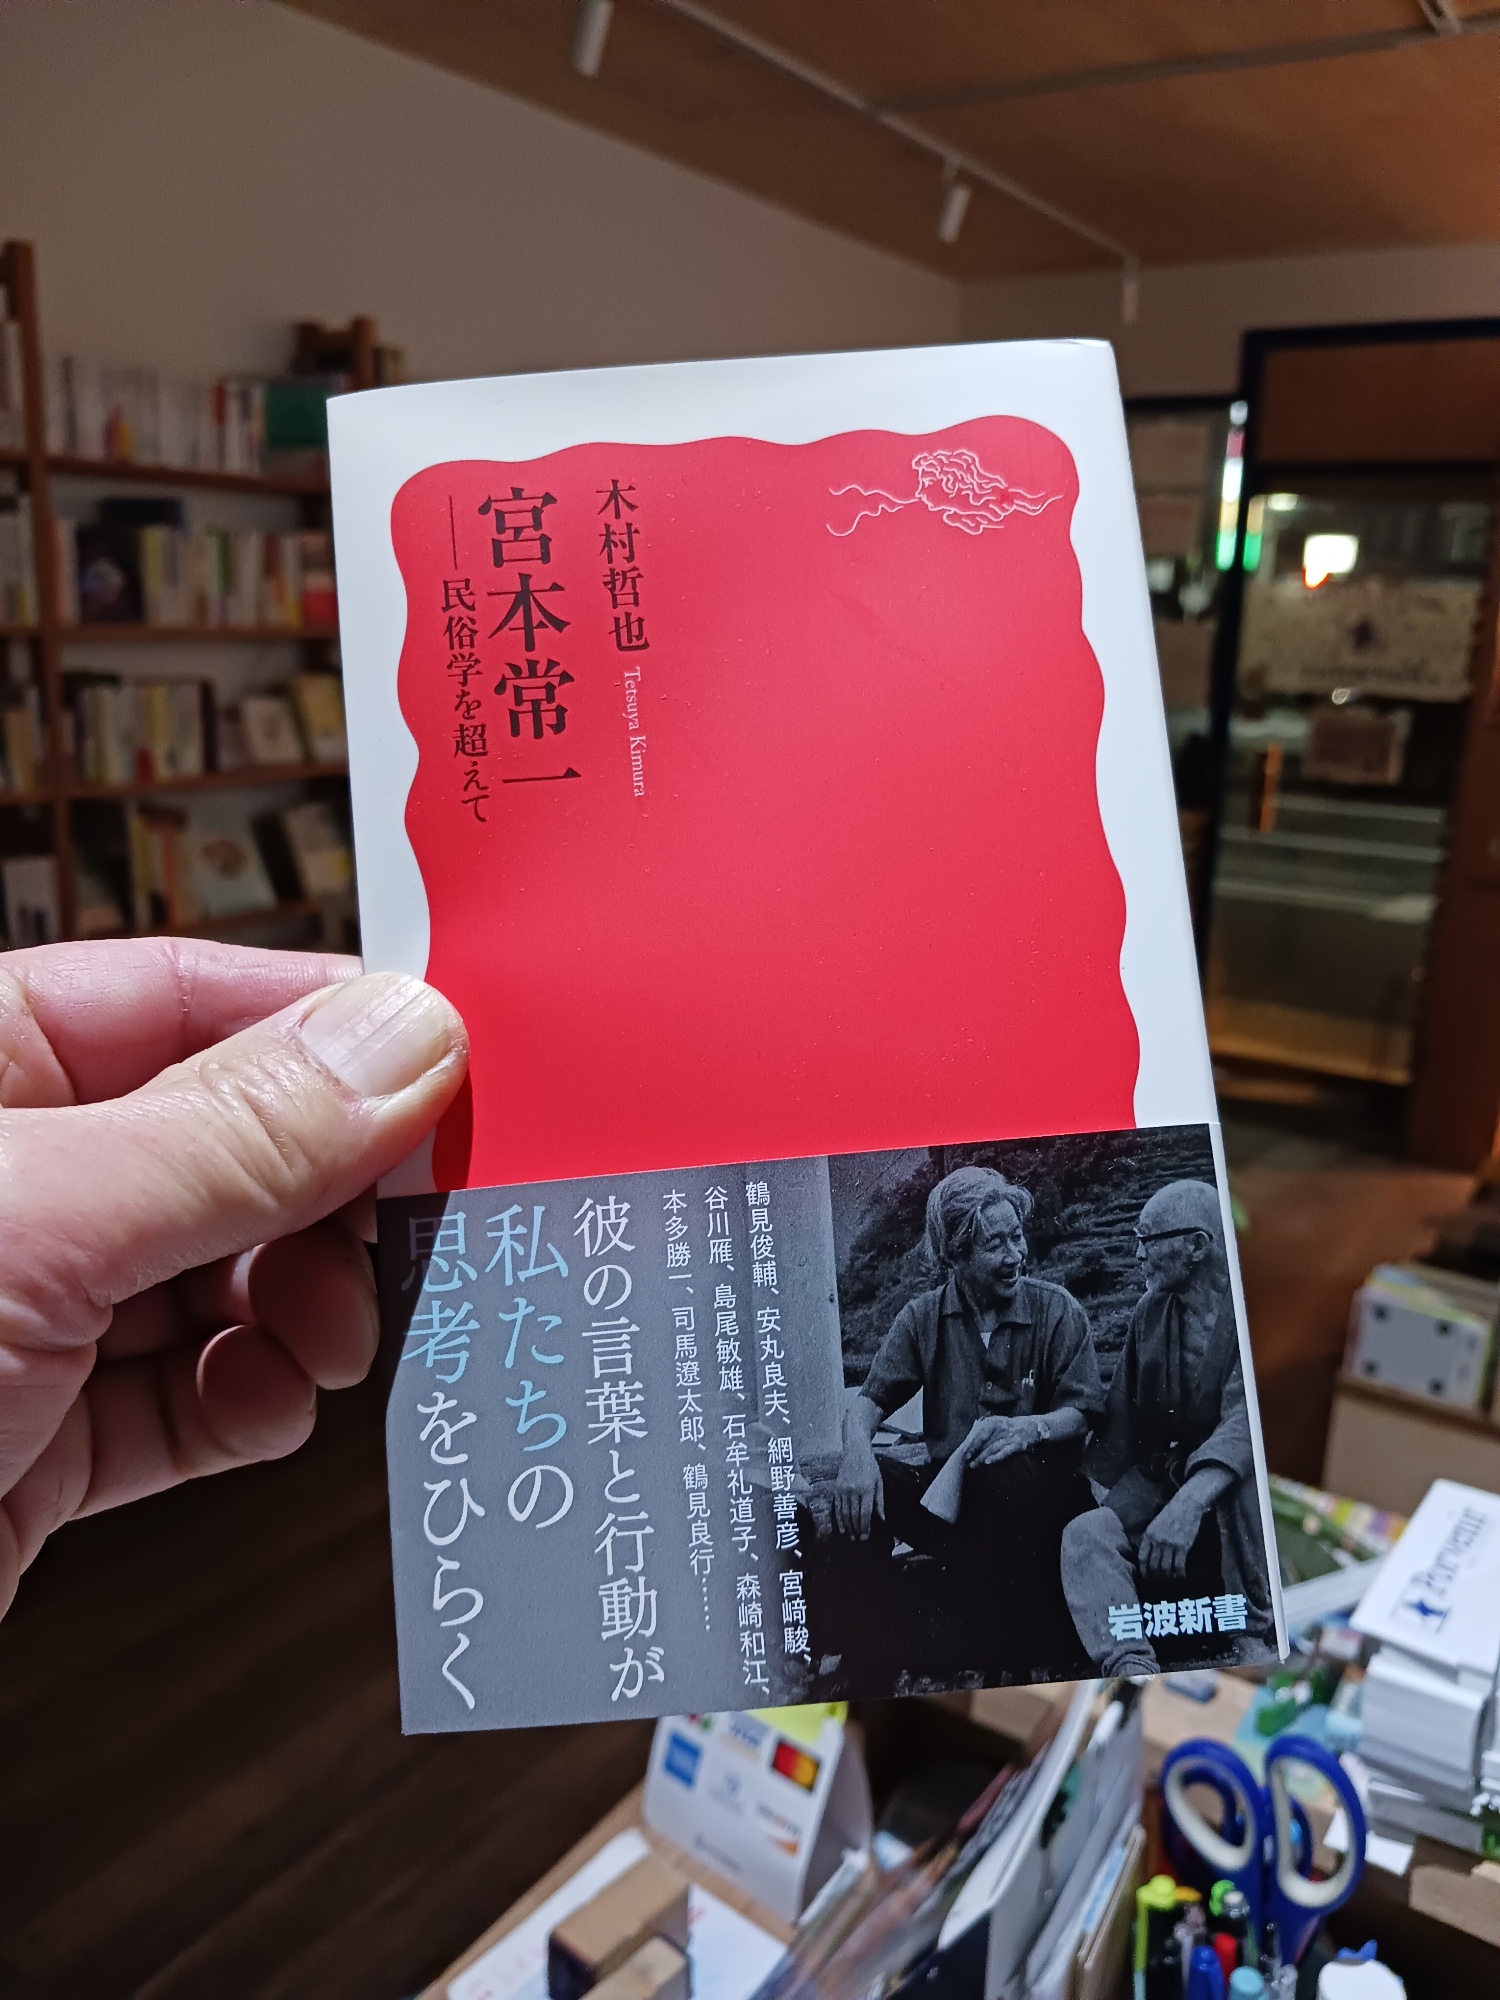 木村哲也
Tetsuya Kimura
宮本常一
──民俗学を超えて
鶴見俊輔、安丸良夫、網野善彦、宮﨑駿、
谷川雁、島尾敏雄、石牟礼道子、森崎和江、
本多勝一、司馬遼太郎、鶴見良行……
彼の言葉と行動が
私たちの
思考をひらく
岩波新書